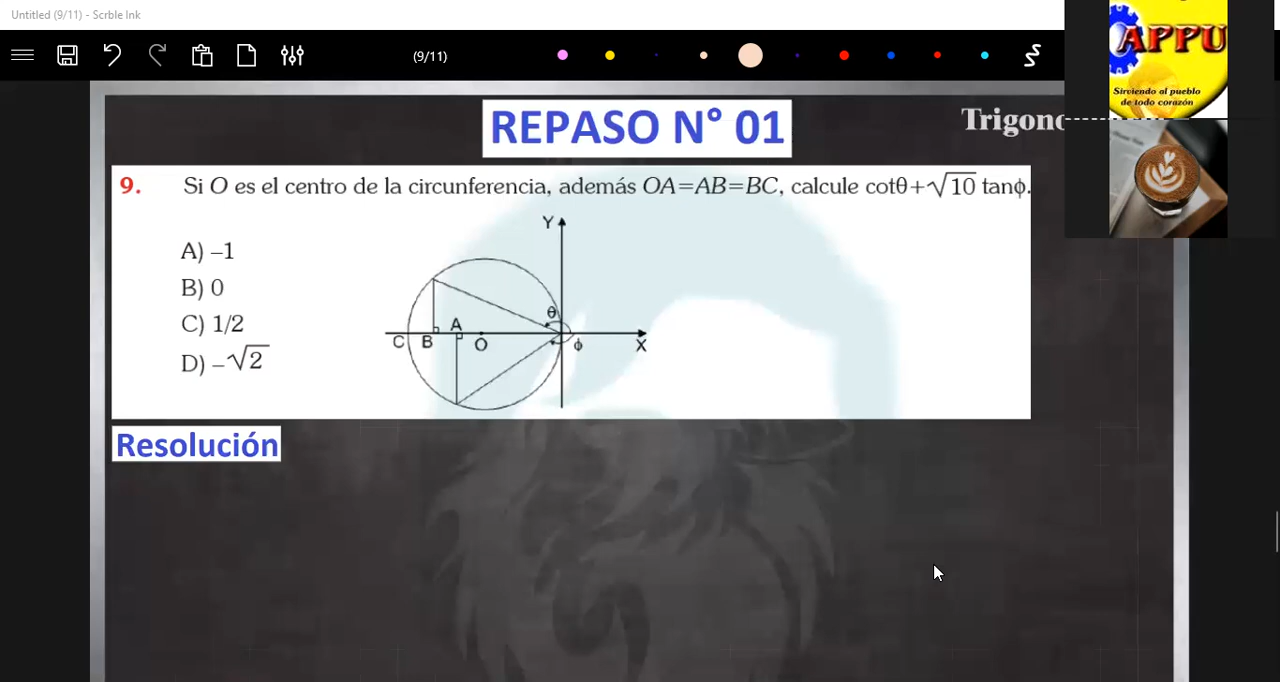 Untitled (9/11) - Scrble Ink
(9/11)
APPU
Sirviendo al pueblo
de todo corazón
REPASO N° 01
9. Si O es el centro de la circunferencia, además OA=AB=BC, calcule cotθ+√10 tanϕ.
A) –1
B) 0
C) 1/2
D) –√2
Y
θ
A
C B O ϕ X
Resolución